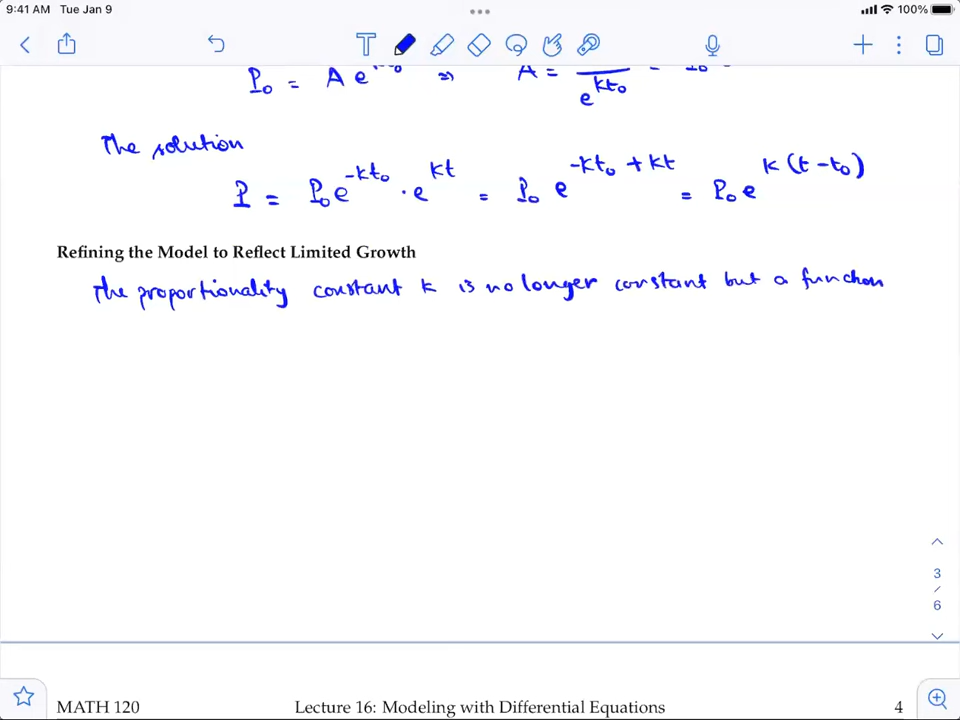 9:41 AM Tue Jan 9 100%
P₀ = A e ⇒ A = ― = P₀
e^{kt₀}
The solution
P = P₀ e^{-kt₀} · e^{kt} = P₀ e^{-kt₀ + kt} = P₀ e^{k(t - t₀)}
Refining the Model to Reflect Limited Growth
The proportionality constant k is no longer constant but a function
3
/
6
MATH 120 Lecture 16: Modeling with Differential Equations 4